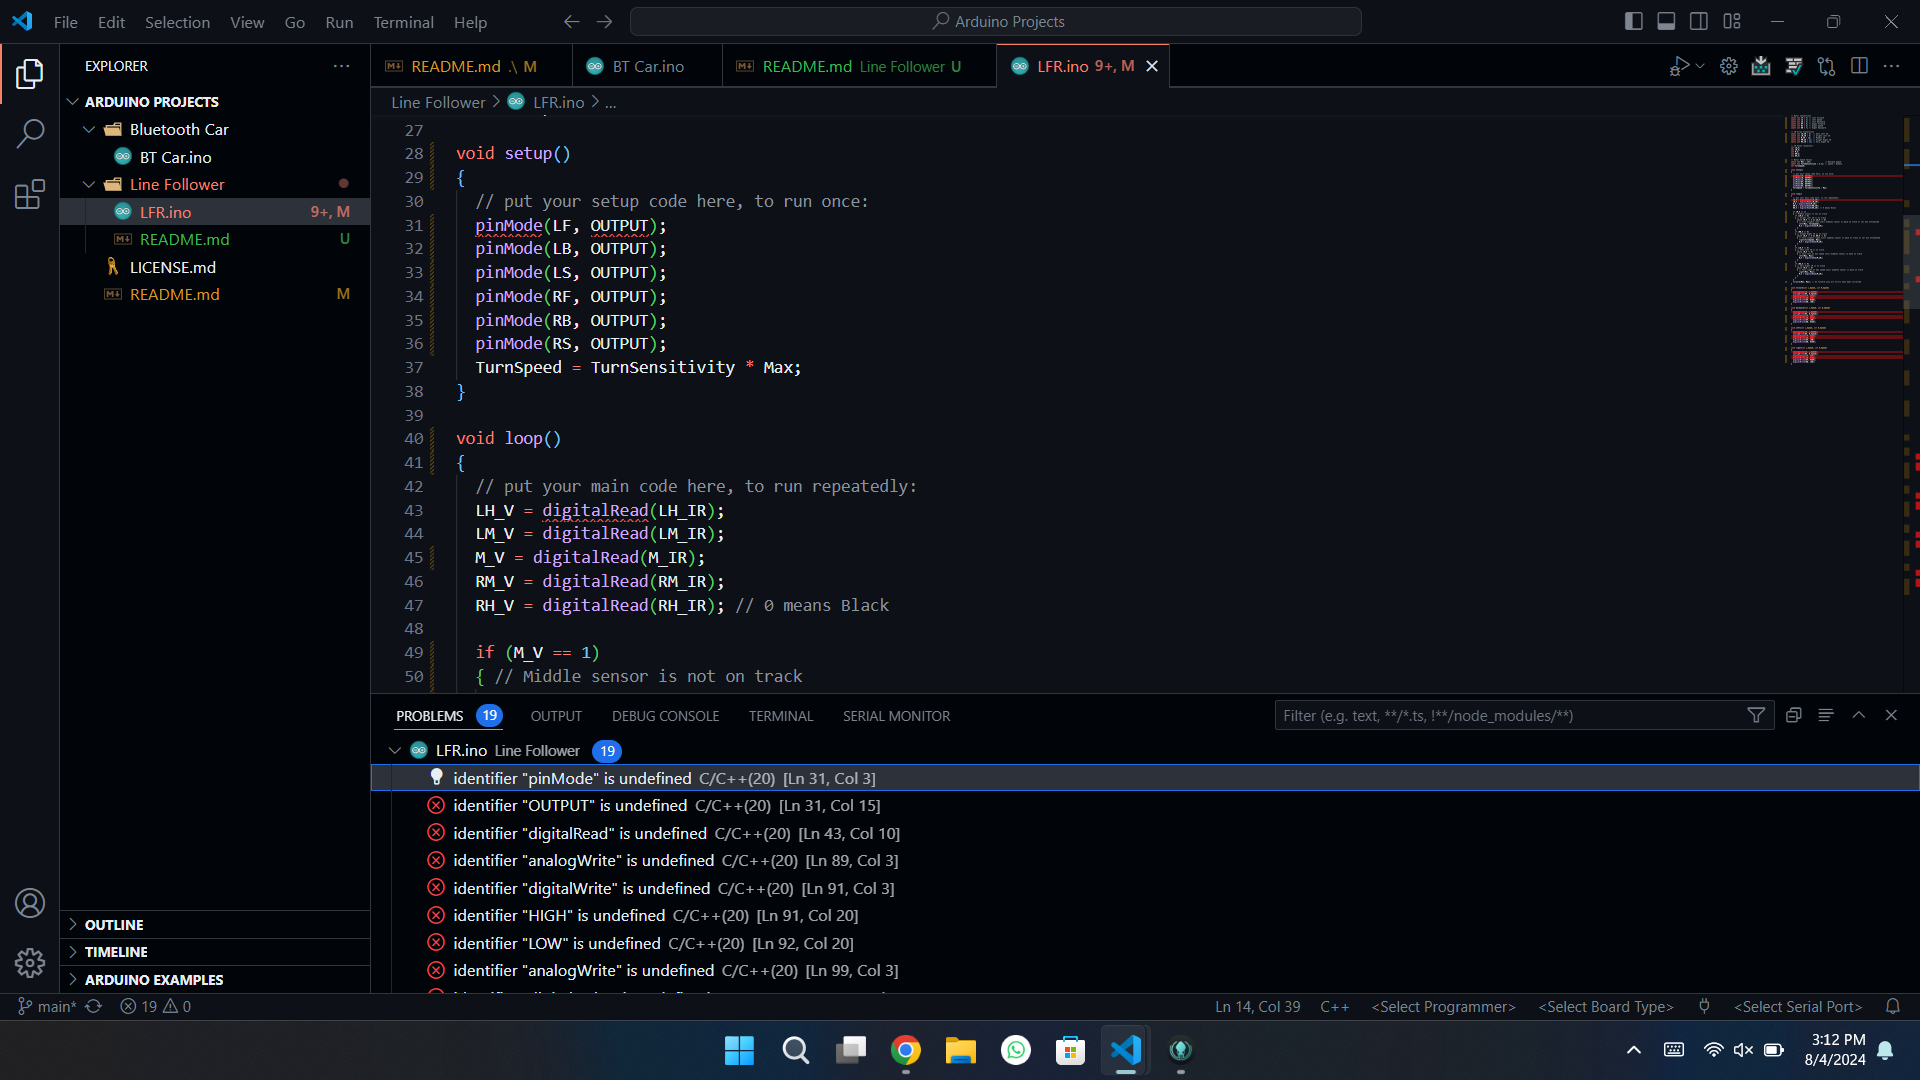 File Edit Selection View Go Run Terminal Help
Arduino Projects
EXPLORER
ARDUINO PROJECTS
Bluetooth Car
BT Car.ino
Line Follower
LFR.ino 9+, M
README.md U
LICENSE.md
README.md M
OUTLINE
TIMELINE
ARDUINO EXAMPLES
README.md .\ M
BT Car.ino
README.md Line Follower U
LFR.ino 9+, M
Line Follower > LFR.ino > ...
27
28 void setup()
29 {
30 // put your setup code here, to run once:
31 pinMode(LF, OUTPUT);
32 pinMode(LB, OUTPUT);
33 pinMode(LS, OUTPUT);
34 pinMode(RF, OUTPUT);
35 pinMode(RB, OUTPUT);
36 pinMode(RS, OUTPUT);
37 TurnSpeed = TurnSensitivity * Max;
38 }
39
40 void loop()
41 {
42 // put your main code here, to run repeatedly:
43 LH_V = digitalRead(LH_IR);
44 LM_V = digitalRead(LM_IR);
45 M_V = digitalRead(M_IR);
46 RM_V = digitalRead(RM_IR);
47 RH_V = digitalRead(RH_IR); // 0 means Black
48
49 if (M_V == 1)
50 { // Middle sensor is not on track
PROBLEMS 19 OUTPUT DEBUG CONSOLE TERMINAL SERIAL MONITOR
Filter (e.g. text, **/*.ts, !**/node_modules/**)
LFR.ino Line Follower 19
identifier "pinMode" is undefined C/C++(20) [Ln 31, Col 3]
identifier "OUTPUT" is undefined C/C++(20) [Ln 31, Col 15]
identifier "digitalRead" is undefined C/C++(20) [Ln 43, Col 10]
identifier "analogWrite" is undefined C/C++(20) [Ln 89, Col 3]
identifier "digitalWrite" is undefined C/C++(20) [Ln 91, Col 3]
identifier "HIGH" is undefined C/C++(20) [Ln 91, Col 20]
identifier "LOW" is undefined C/C++(20) [Ln 92, Col 20]
identifier "analogWrite" is undefined C/C++(20) [Ln 99, Col 3]
main* 19 0
Ln 14, Col 39 C++ <Select Programmer> <Select Board Type> <Select Serial Port>
3:12 PM
8/4/2024